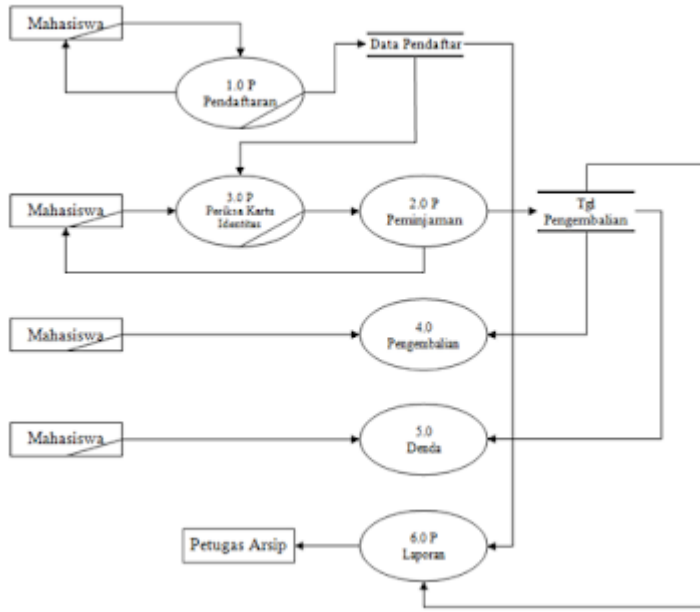 Mahasiswa
Data Pendaftar
1.0 P
Pendaftaran
Mahasiswa
3.0 P
Periksa Kartu
Identitas
2.0 P
Peminjaman
Tgl
Pengembalian
Mahasiswa
4.0
Pengembalian
Mahasiswa
5.0
Denda
Petugas Arsip
6.0 P
Laporan